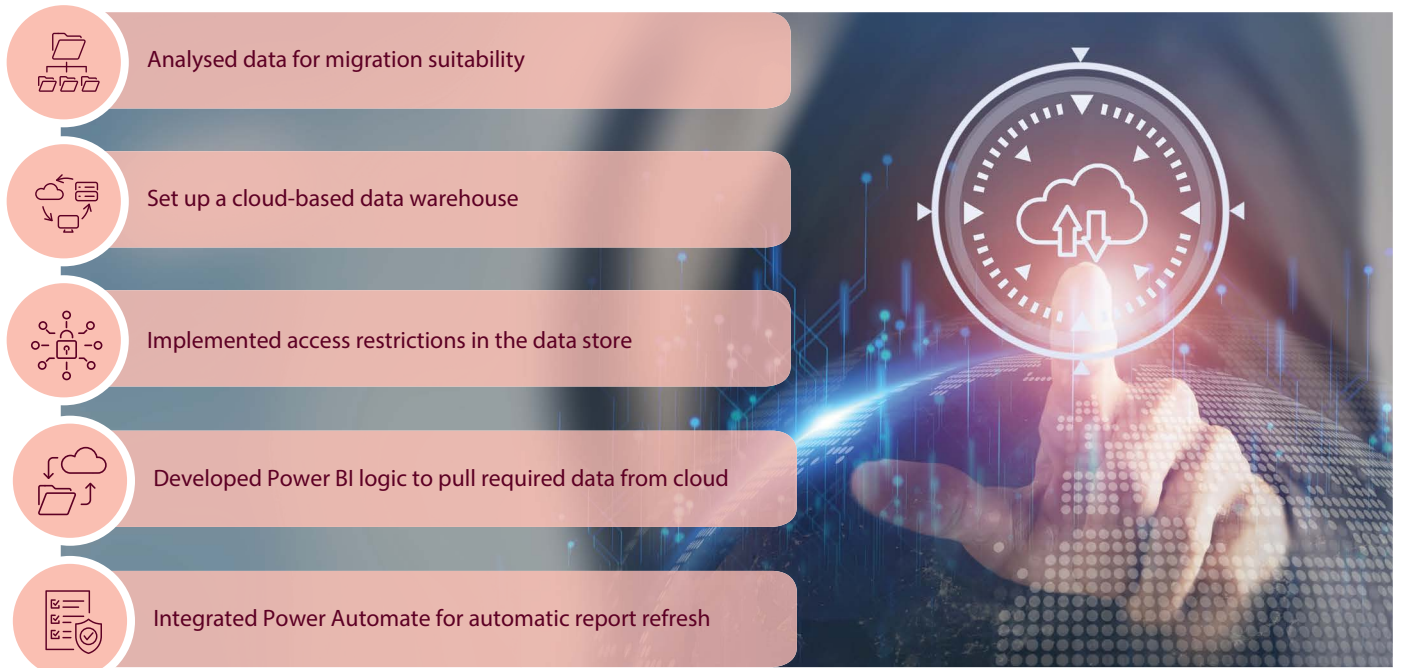 Analysed data for migration suitability
Set up a cloud-based data warehouse
Implemented access restrictions in the data store
Developed Power BI logic to pull required data from cloud
Integrated Power Automate for automatic report refresh